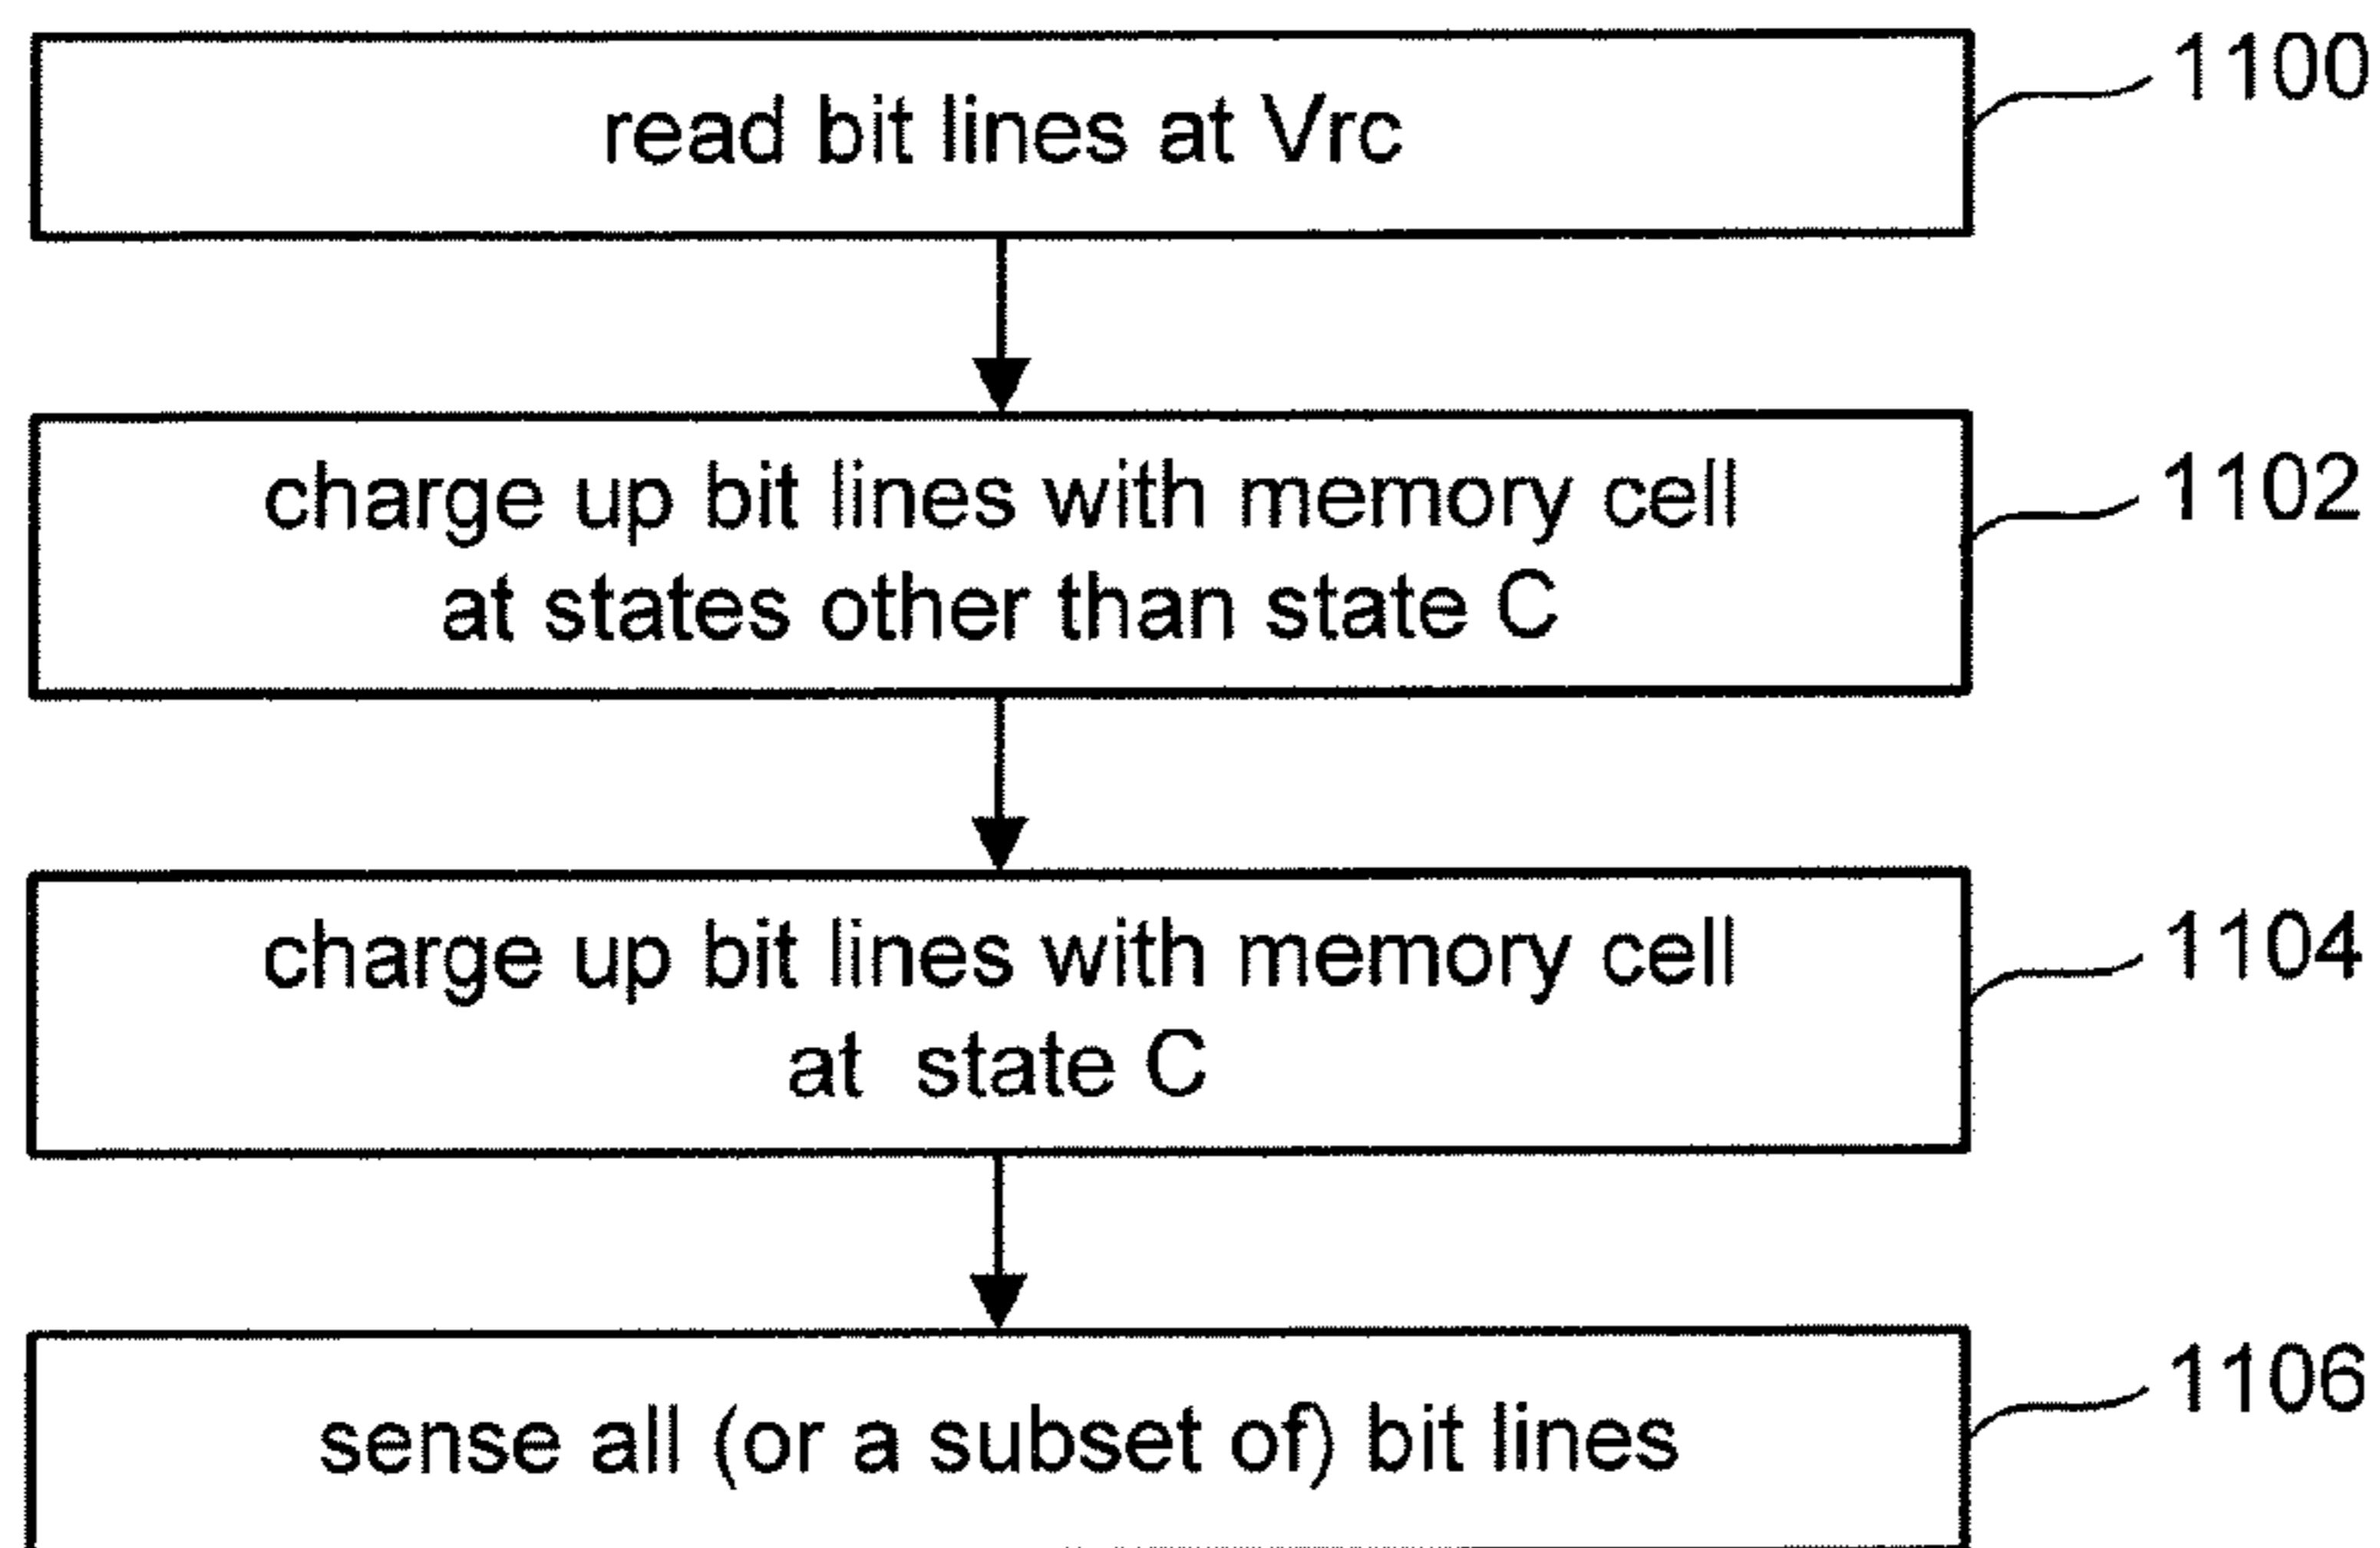 read bit lines at Vrc
1100
charge up bit lines with memory cell
at states other than state C
1102
charge up bit lines with memory cell
at state C
1104
sense all (or a subset of) bit lines
1106